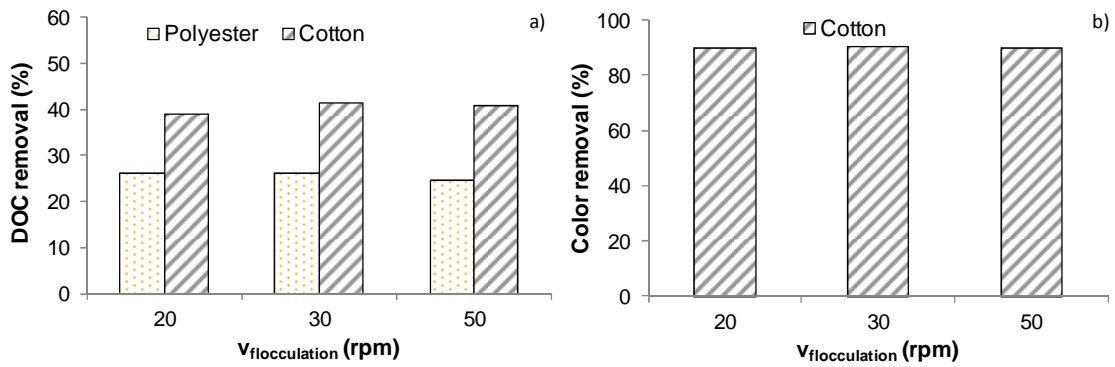 a)
Polyester Cotton
DOC removal (%)
60
50
40
30
20
10
0
20 30 50
vflocculation (rpm)
b)
Cotton
Color removal (%)
100
80
60
40
20
0
20 30 50
vflocculation (rpm)